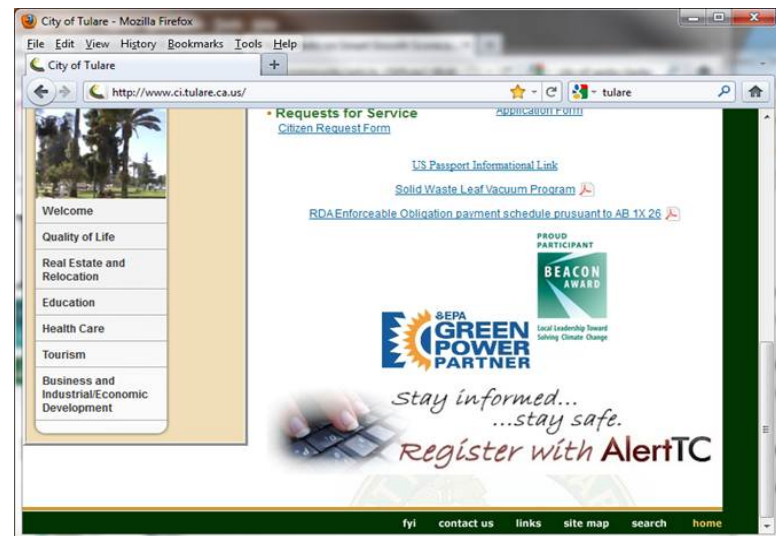 City of Tulare - Mozilla Firefox
File Edit View History Bookmarks Tools Help
City of Tulare
http://www.ci.tulare.ca.us/
tulare
Requests for Service
Application Form
Citizen Request Form
US Passport Informational Link
Solid Waste Leaf Vacuum Program
RDA Enforceable Obligation payment schedule prusuant to AB 1X 26
Welcome
Quality of Life
Real Estate and
Relocation
Education
Health Care
Tourism
Business and
Industrial/Economic
Development
PROUD
PARTICIPANT
BEACON
AWARD
Local Leadership Toward
Solving Climate Change
EPA
GREEN
POWER
PARTNER
Stay informed...
...stay safe.
Register with AlertTC
fyi contact us links site map search home